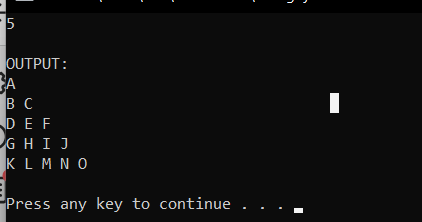 5
OUTPUT:
A
B C
D E F
G H I J
K L M N O
Press any key to continue . . .